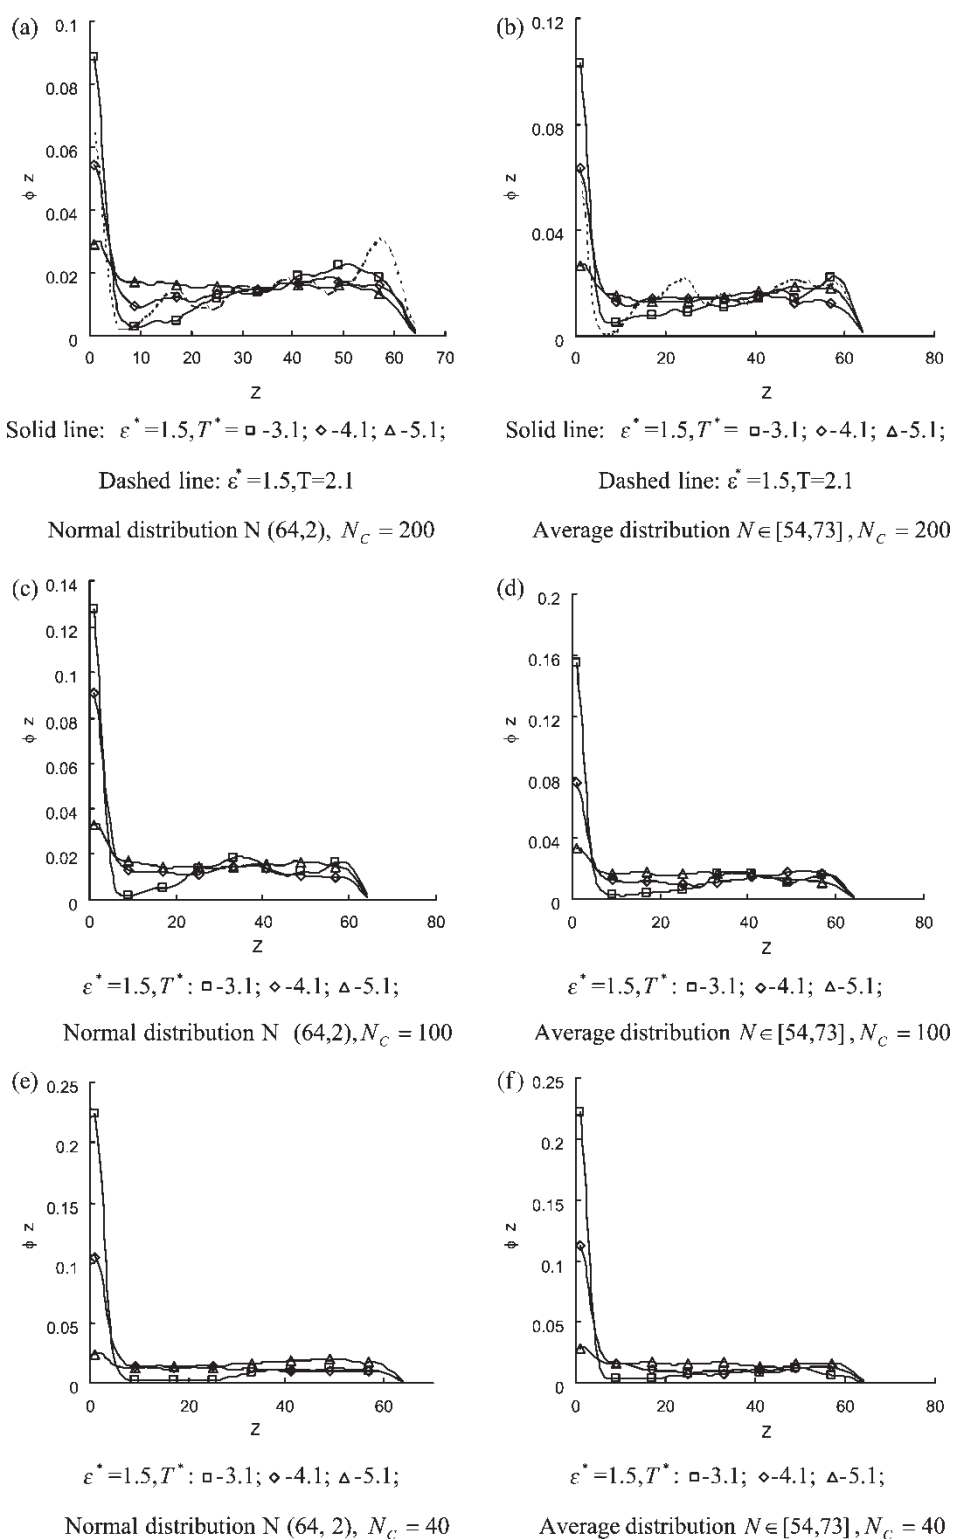 (a)
0.1
0.08
0.06
0.04
0.02
0
ϕ z
0 10 20 30 40 50 60 70
Z
Solid line: ε* =1.5, T* = □ -3.1; ◇ -4.1; △ -5.1;
Dashed line: ε* =1.5,T=2.1
Normal distribution N (64,2), N_C = 200
(b)
0.12
0.08
0.04
0
ϕ z
0 20 40 60 80
Z
Solid line: ε* =1.5, T* = □ -3.1; ◇ -4.1; △ -5.1;
Dashed line: ε* =1.5,T=2.1
Average distribution N ∈ [54,73], N_C = 200
(c)
0.14
0.12
0.1
0.08
0.06
0.04
0.02
0
ϕ z
0 20 40 60 80
Z
ε* =1.5, T* : □ -3.1; ◇ -4.1; △ -5.1;
Normal distribution N (64,2), N_C = 100
(d)
0.2
0.16
0.12
0.08
0.04
0
ϕ z
0 20 40 60 80
Z
ε* =1.5, T* : □ -3.1; ◇ -4.1; △ -5.1;
Average distribution N ∈ [54,73], N_C = 100
(e)
0.25
0.2
0.15
0.1
0.05
0
ϕ z
0 20 40 60
Z
ε* =1.5, T* : □ -3.1; ◇ -4.1; △ -5.1;
Normal distribution N (64, 2), N_C = 40
(f)
0.25
0.2
0.15
0.1
0.05
0
ϕ z
0 20 40 60 80
Z
ε* =1.5, T* : □ -3.1; ◇ -4.1; △ -5.1;
Average distribution N ∈ [54,73], N_C = 40